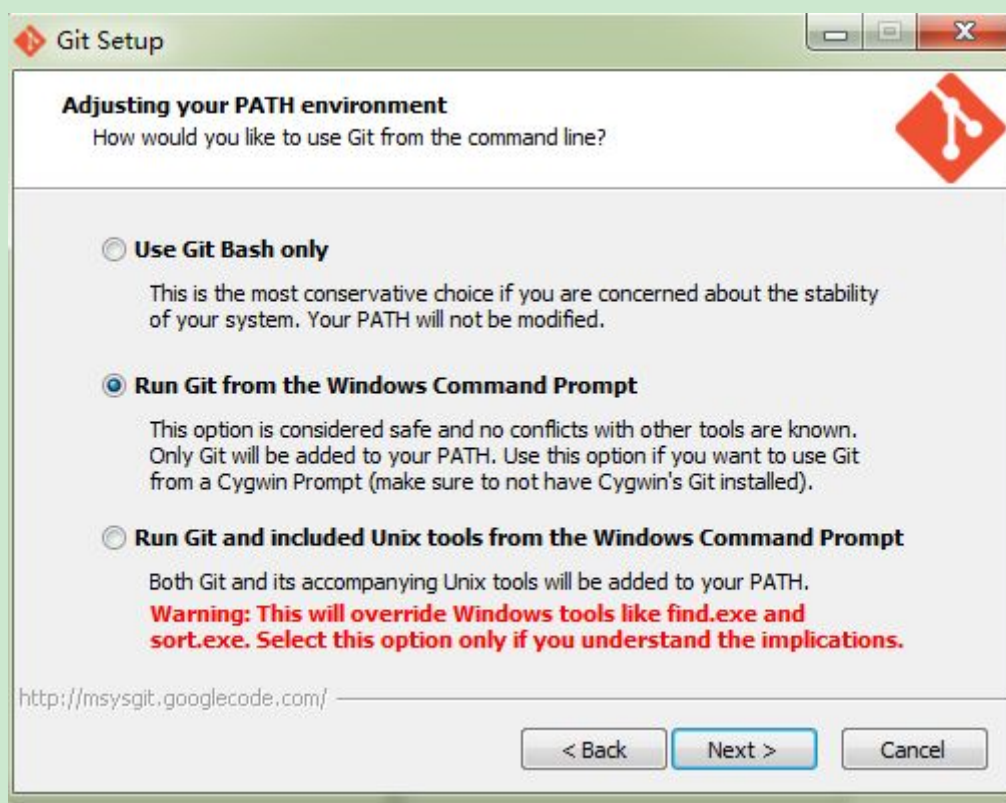 Git Setup
Adjusting your PATH environment
How would you like to use Git from the command line?
Use Git Bash only
This is the most conservative choice if you are concerned about the stability
of your system. Your PATH will not be modified.
Run Git from the Windows Command Prompt
This option is considered safe and no conflicts with other tools are known.
Only Git will be added to your PATH. Use this option if you want to use Git
from a Cygwin Prompt (make sure to not have Cygwin's Git installed).
Run Git and included Unix tools from the Windows Command Prompt
Both Git and its accompanying Unix tools will be added to your PATH.
Warning: This will override Windows tools like find.exe and
sort.exe. Select this option only if you understand the implications.
http://msysgit.googlecode.com/
< Back Next > Cancel